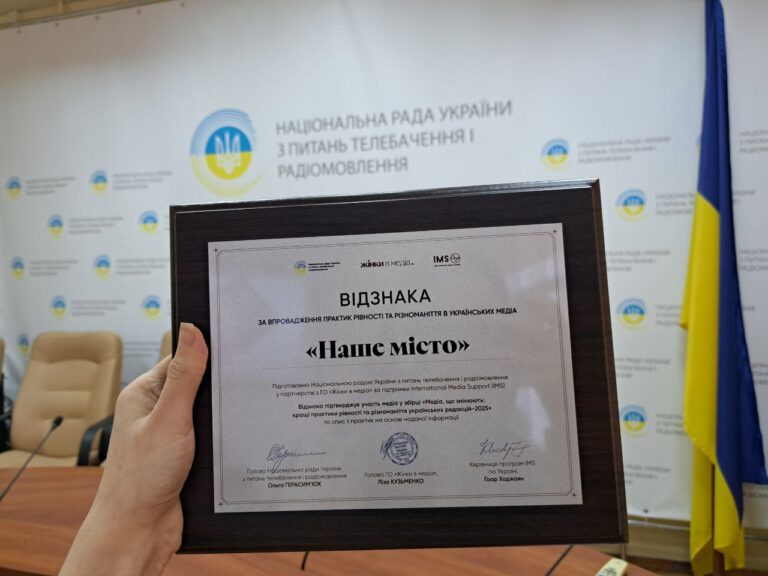 НАЦІОНАЛЬНА РАДА УКРАЇНИ
З ПИТАНЬ ТЕЛЕБАЧЕННЯ І
РАДІОМОВЛЕННЯ
жінки в медіа.
IMS
ВІДЗНАКА
ЗА ВПРОВАДЖЕННЯ ПРАКТИК РІВНОСТІ ТА РІЗНОМАНІТТЯ В УКРАЇНСЬКИХ МЕДІА
«Наше місто»
Підготовлено Національною радою України з питань телебачення і радіомовлення
у партнерстві з ГО «Жінки в медіа» за підтримки International Media Support (IMS)
Відзнака підтверджує участь медіа у збірці «Медіа, що змінюють:
кращі практики рівності та різноманіття українських редакцій-2025»
та опис її практик на основі наданої інформації
Голова Національної ради України
з питань телебачення і радіомовлення
Ольга ГЕРАСИМ'ЮК
Голова ГО «Жінки в медіа»,
Ліза КУЗЬМЕНКО
Керівниця програм IMS
по Україні,
Гоар Ходжаян